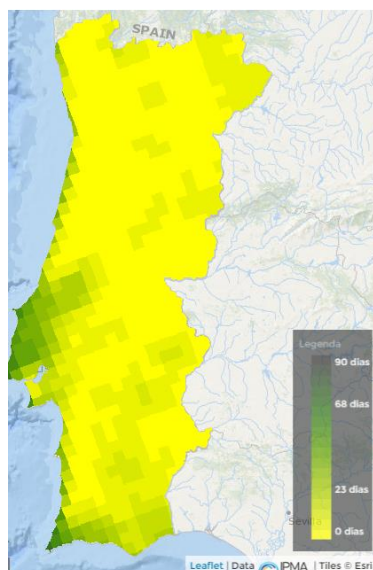 SPAIN
Legenda
90 dias
68 dias
23 dias
0 dias
Sevilla
Leaflet | Data IPMA | Tiles © Esri